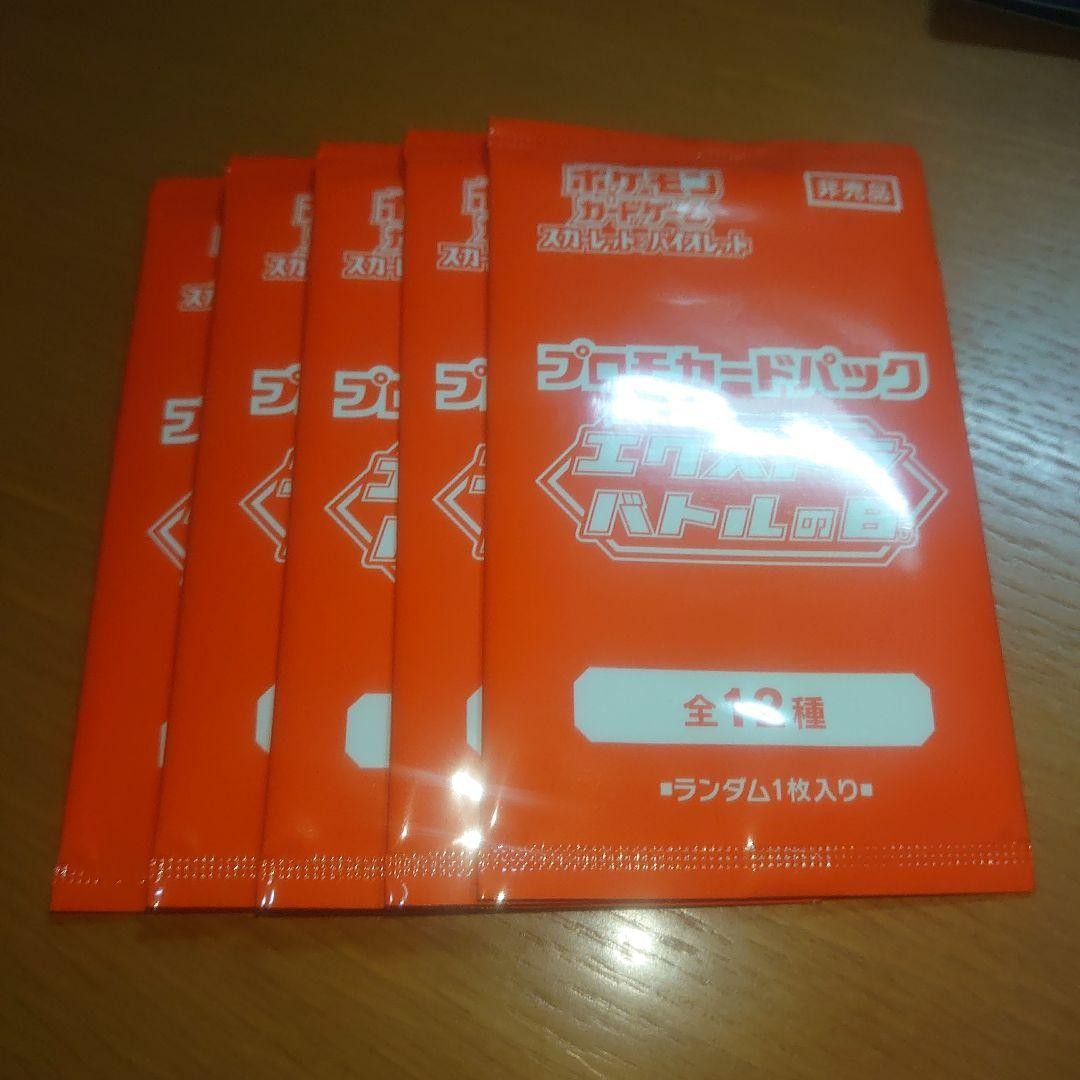 ポケモン
カードゲーム
スカーレット&バイオレット
非売品
プロモカードパック
エクストラ
バトルの日
全12種
■ランダム1枚入り■